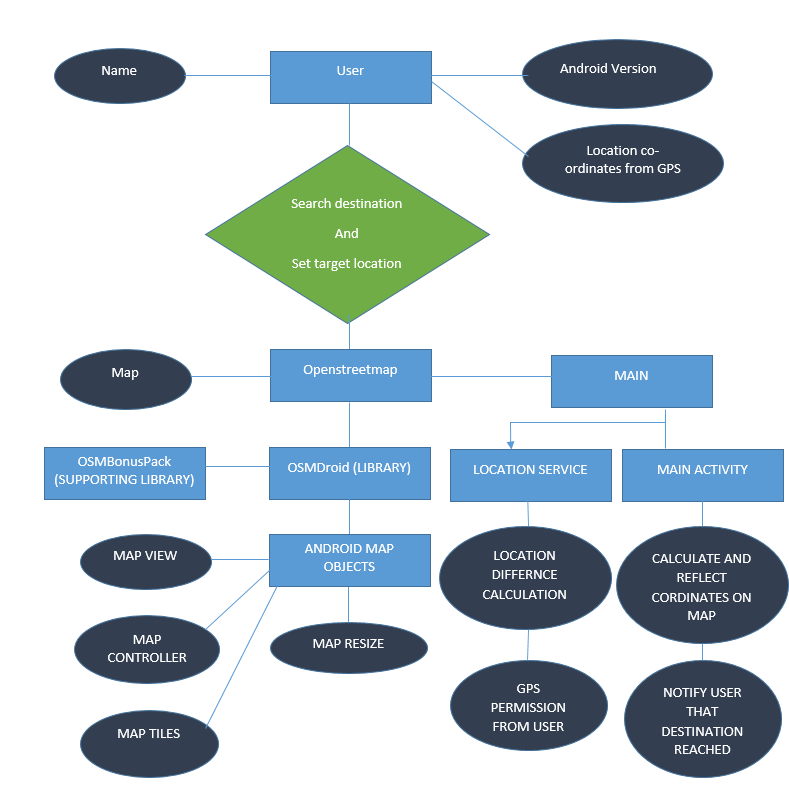 Name
User
Android Version
Location co-
ordinates from GPS
Search destination
And
Set target location
Map
Openstreetmap
MAIN
OSMBonusPack
(SUPPORTING LIBRARY)
OSMDroid (LIBRARY)
LOCATION SERVICE
MAIN ACTIVITY
MAP VIEW
ANDROID MAP
OBJECTS
LOCATION
DIFFERNCE
CALCULATION
CALCULATE AND
REFLECT
CORDINATES ON
MAP
MAP
CONTROLLER
MAP RESIZE
MAP TILES
GPS
PERMISSION
FROM USER
NOTIFY USER
THAT
DESTINATION
REACHED